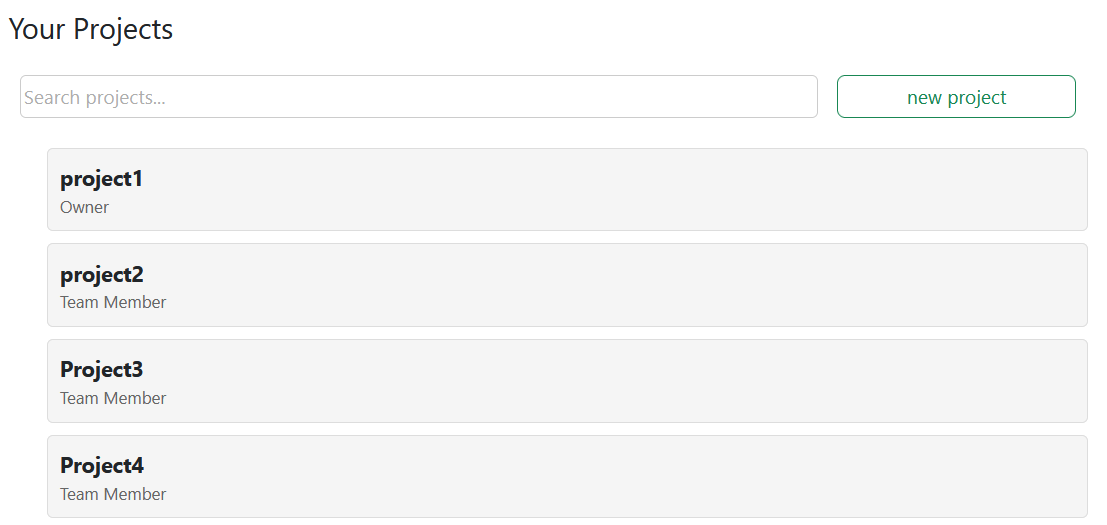 Your Projects
Search projects...
new project
project1
Owner
project2
Team Member
Project3
Team Member
Project4
Team Member